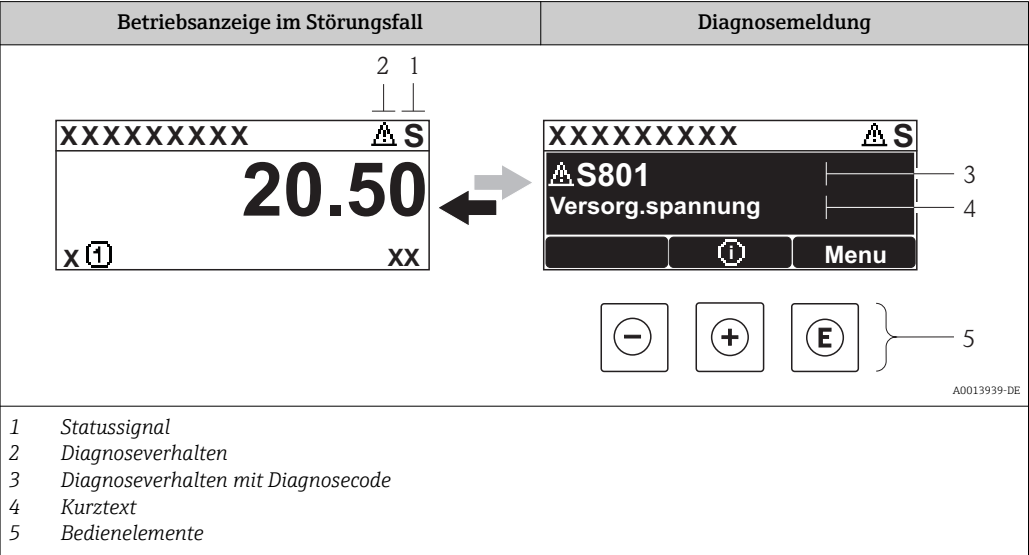 Betriebsanzeige im Störungsfall
Diagnosemeldung
2 1
XXXXXXXXX S
20.50
x 1 XX
XXXXXXXXX S
S801
3
Versorg.spannung
4
i Menu
- + E
5
A0013939-DE
1 Statussignal
2 Diagnoseverhalten
3 Diagnoseverhalten mit Diagnosecode
4 Kurztext
5 Bedienelemente